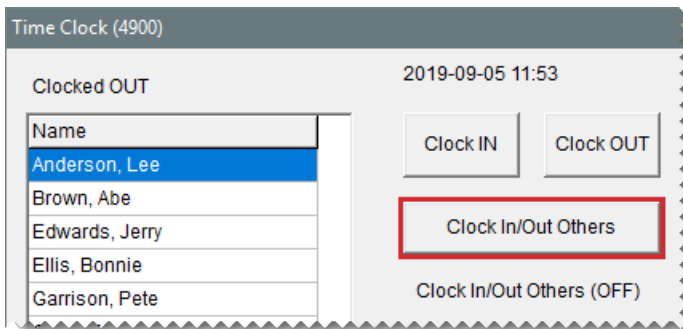 Time Clock (4900)
Clocked OUT
Name
Anderson, Lee
Brown, Abe
Edwards, Jerry
Ellis, Bonnie
Garrison, Pete
2019-09-05 11:53
Clock IN
Clock OUT
Clock In/Out Others
Clock In/Out Others (OFF)